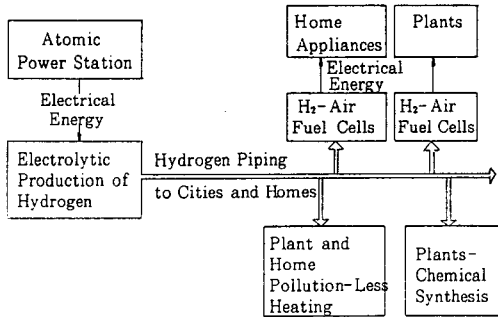 Atomic
Power Station
Electrical
Energy
Electrolytic
Production of
Hydrogen
Hydrogen Piping
to Cities and Homes
Home
Appliances
Plants
Electrical
Energy
H₂-Air
Fuel Cells
H₂-Air
Fuel Cells
Plant and
Home
Pollution-Less
Heating
Plants-
Chemical
Synthesis